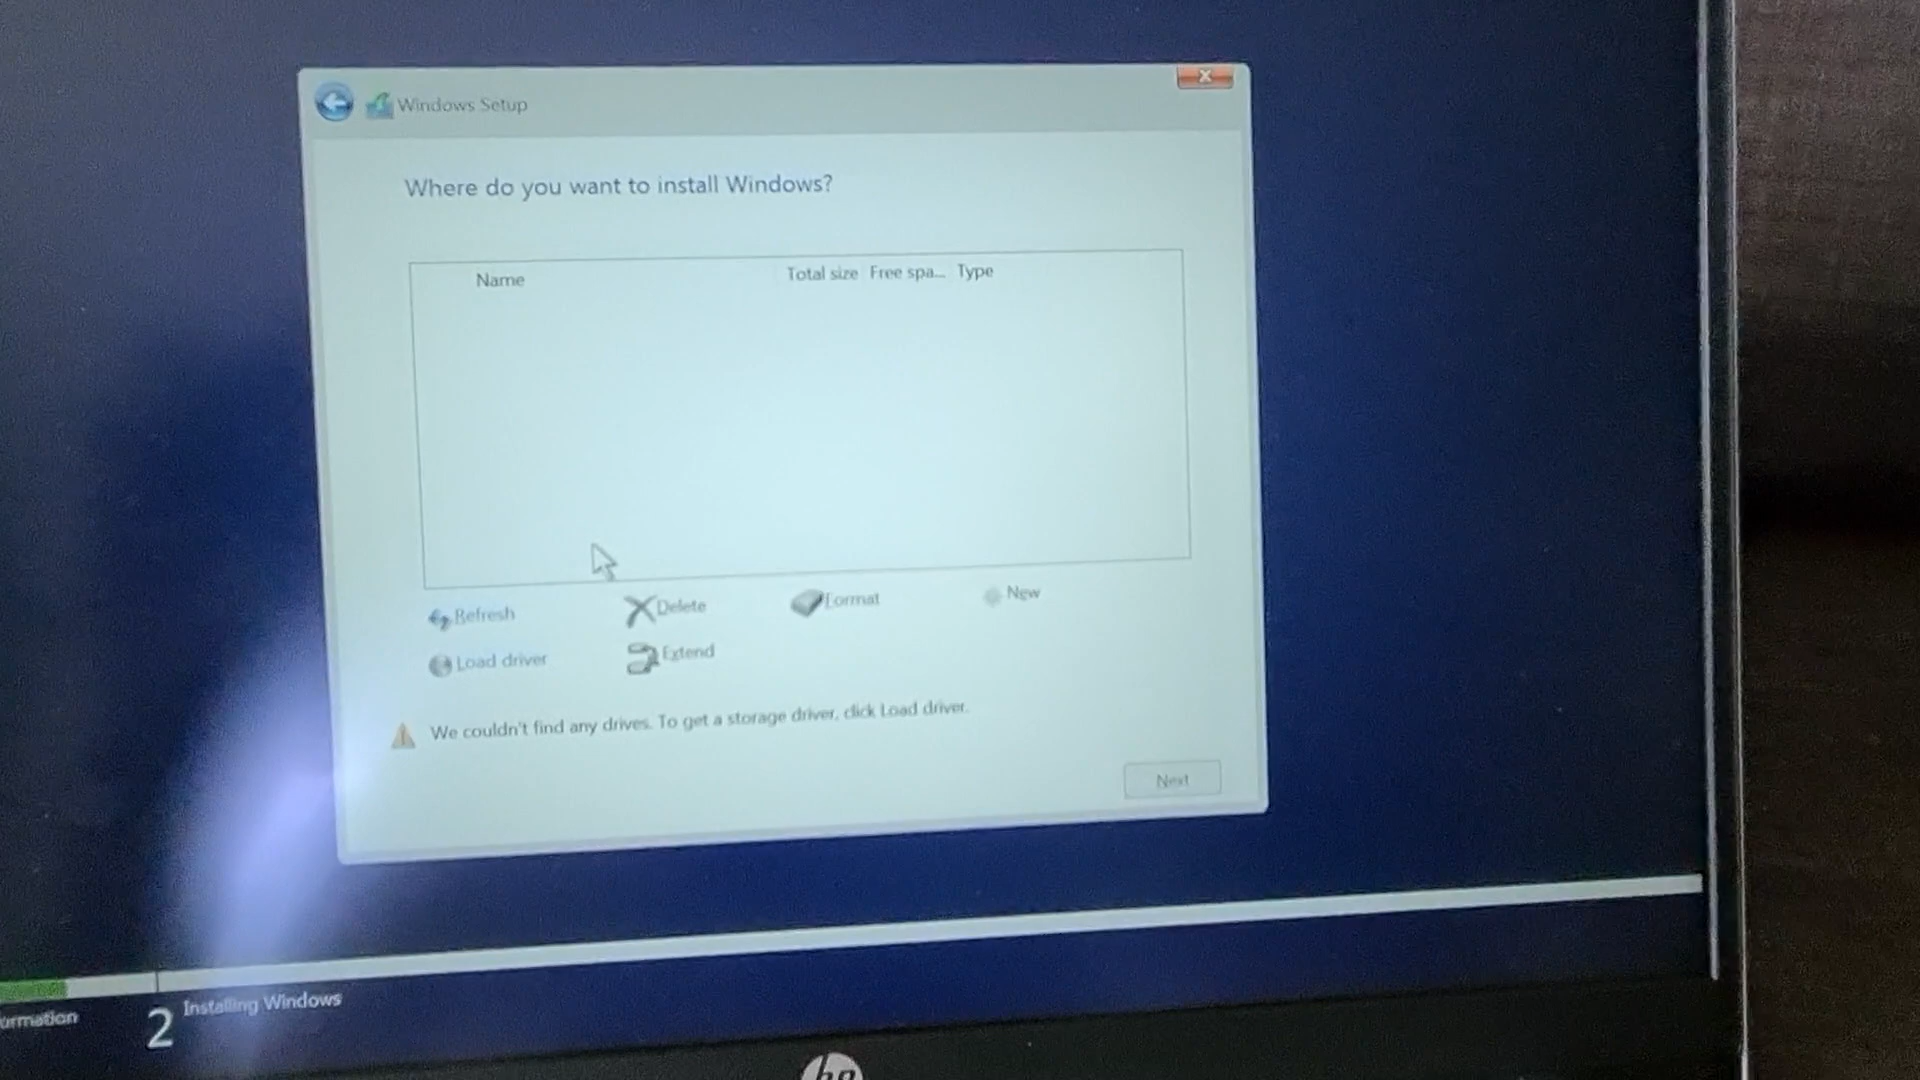 Windows Setup
Where do you want to install Windows?
Name Total size Free spa... Type
Refresh Delete Format New
Load driver Extend
We couldn't find any drives. To get a storage driver, click Load driver.
Next
2 Installing Windows
hp